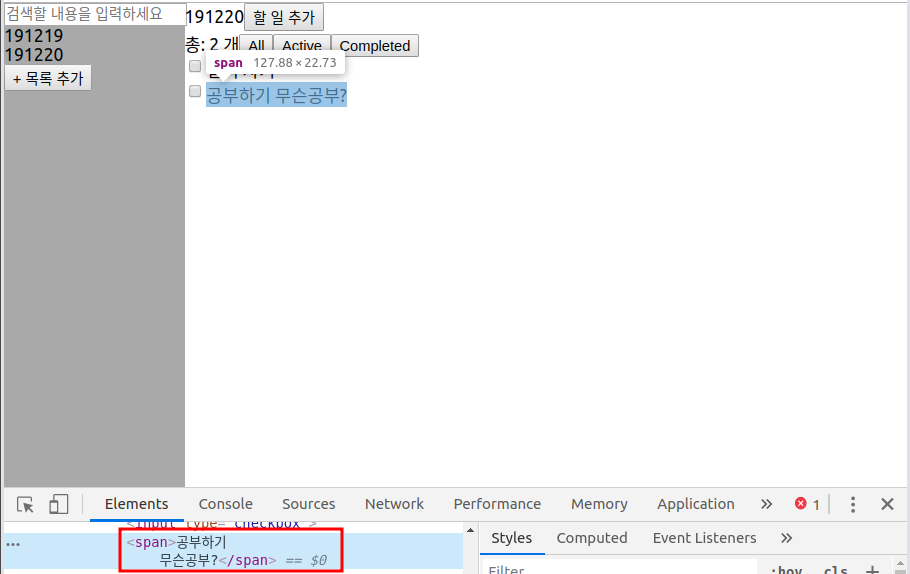 검색할 내용을 입력하세요
191220 할 일 추가
191219
총: 2 개 All Active Completed
191220
span 127.88 × 22.73
+ 목록 추가
공부하기 무슨공부?
Elements Console Sources Network Performance Memory Application » 1
<input type="checkbox">
Styles Computed Event Listeners »
<span>공부하기
무슨공부?</span> == $0
Filter :hov .cls +